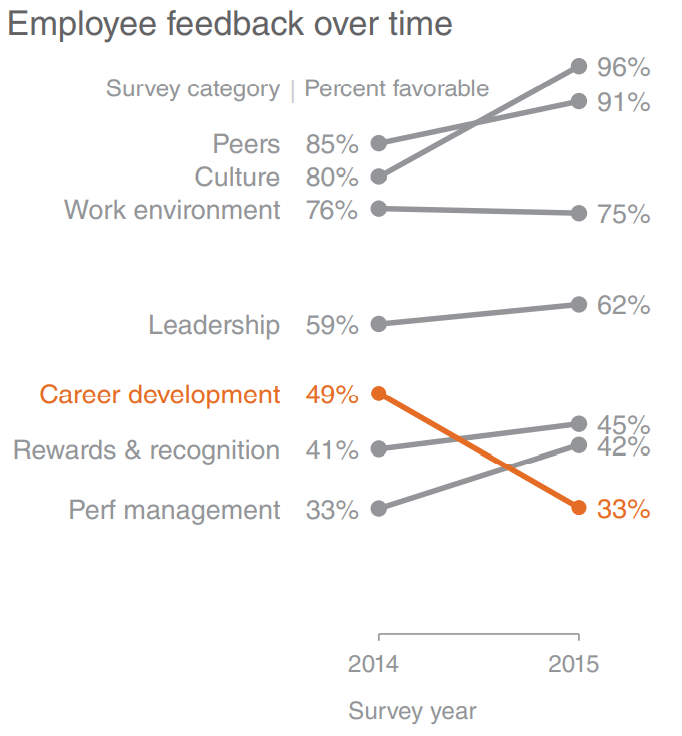 Employee feedback over time
96%
Survey category | Percent favorable
91%
Peers 85%
Culture 80%
Work environment 76%
75%
62%
Leadership 59%
Career development 49%
45%
Rewards & recognition 41%
42%
Perf management 33%
33%
2014 2015
Survey year